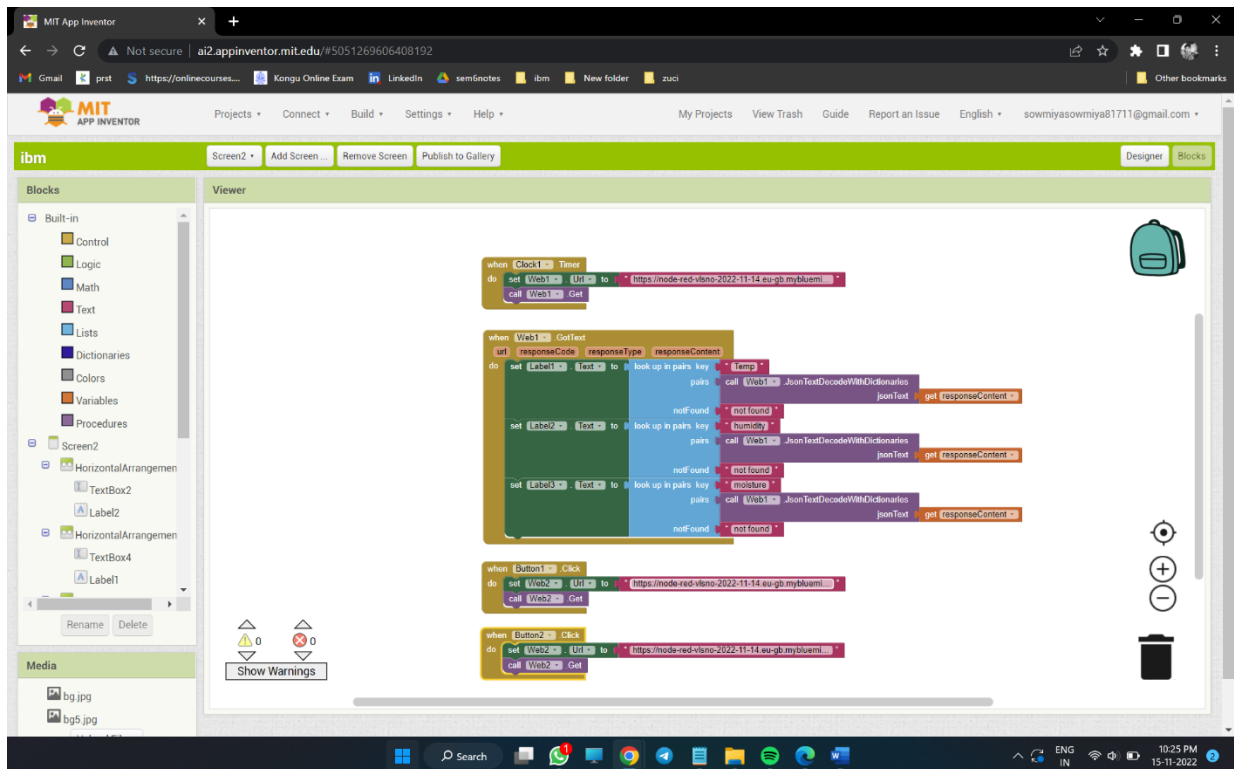 MIT App Inventor
Not secure | ai2.appinventor.mit.edu/#5051269606408192
Gmail prst https://onlinecourses.... Kongu Online Exam LinkedIn sem6notes ibm New folder zuci Other bookmarks
MIT APP INVENTOR
Projects Connect Build Settings Help My Projects View Trash Guide Report an Issue English sowmiyasowmiya81711@gmail.com
ibm Screen2 Add Screen ... Remove Screen Publish to Gallery Designer Blocks
Blocks
Viewer
Built-in
Control
Logic
Math
Text
Lists
Dictionaries
Colors
Variables
Procedures
Screen2
HorizontalArrangemen
TextBox2
Label2
HorizontalArrangemen
TextBox4
Label1
Rename Delete
Media
bg.jpg
bg5.jpg
when Clock1 .Timer
do set Web1 . Url to " https://node-red-vlsno-2022-11-14.eu-gb.mybluemi... "
call Web1 .Get
when Web1 .GotText
url responseCode responseType responseContent
do set Label1 . Text to look up in pairs key " Temp "
pairs call Web1 .JsonTextDecodeWithDictionaries
jsonText get responseContent
notFound " not found "
set Label2 . Text to look up in pairs key " humidity "
pairs call Web1 .JsonTextDecodeWithDictionaries
jsonText get responseContent
notFound " not found "
set Label3 . Text to look up in pairs key " moisture "
pairs call Web1 .JsonTextDecodeWithDictionaries
jsonText get responseContent
notFound " not found "
when Button1 .Click
do set Web2 . Url to " https://node-red-vlsno-2022-11-14.eu-gb.mybluemi... "
call Web2 .Get
when Button2 .Click
do set Web2 . Url to " https://node-red-vlsno-2022-11-14.eu-gb.mybluemi... "
call Web2 .Get
0 0
Show Warnings
Search
1
W
ENG
IN
10:25 PM
15-11-2022
2